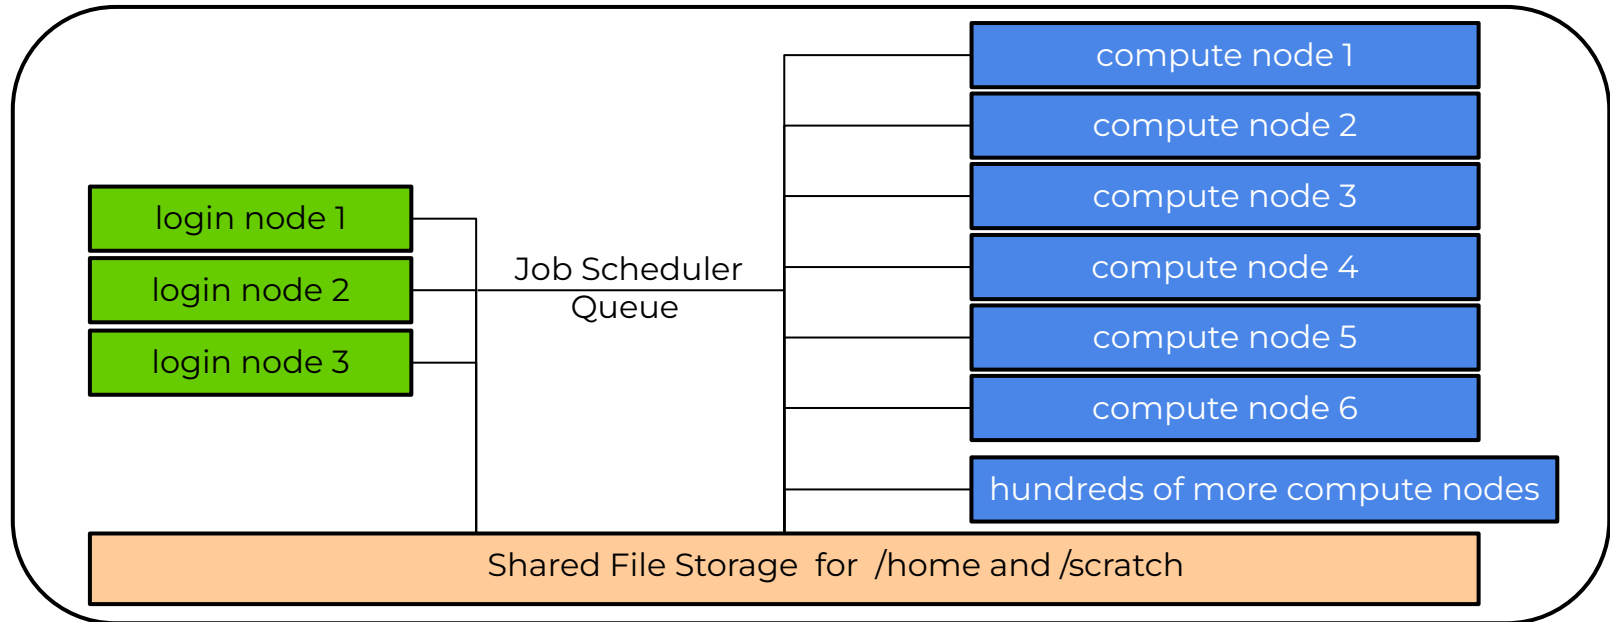 login node 1
login node 2
login node 3
Job Scheduler
Queue
compute node 1
compute node 2
compute node 3
compute node 4
compute node 5
compute node 6
hundreds of more compute nodes
Shared File Storage  for  /home and /scratch